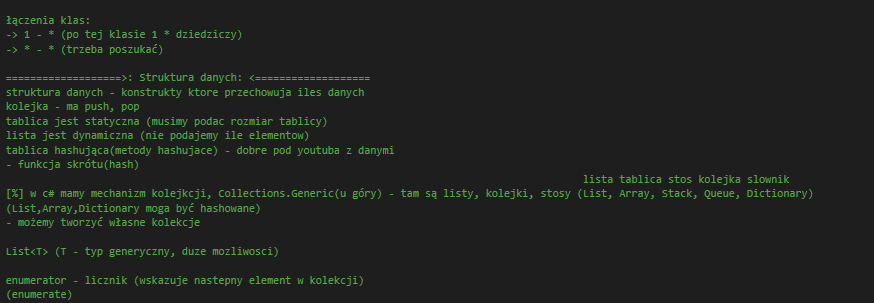 łączenia klas:
-> 1 - * (po tej klasie 1 * dziedziczy)
-> * - * (trzeba poszukać)
===================>: Struktura danych: <===================
struktura danych - konstrukty ktore przechowuja iles danych
kolejka - ma push, pop
tablica jest statyczna (musimy podac rozmiar tablicy)
lista jest dynamiczna (nie podajemy ile elementow)
tablica hashująca(metody hashujace) - dobre pod youtuba z danymi
- funkcja skrótu(hash)
lista tablica stos kolejka slownik
[%] w c# mamy mechanizm kolejkcji, Collections.Generic(u góry) - tam są listy, kolejki, stosy (List, Array, Stack, Queue, Dictionary)
(List,Array,Dictionary moga być hashowane)
- możemy tworzyć własne kolekcje
List<T> (T - typ generyczny, duze mozliwosci)
enumerator - licznik (wskazuje nastepny element w kolekcji)
(enumerate)